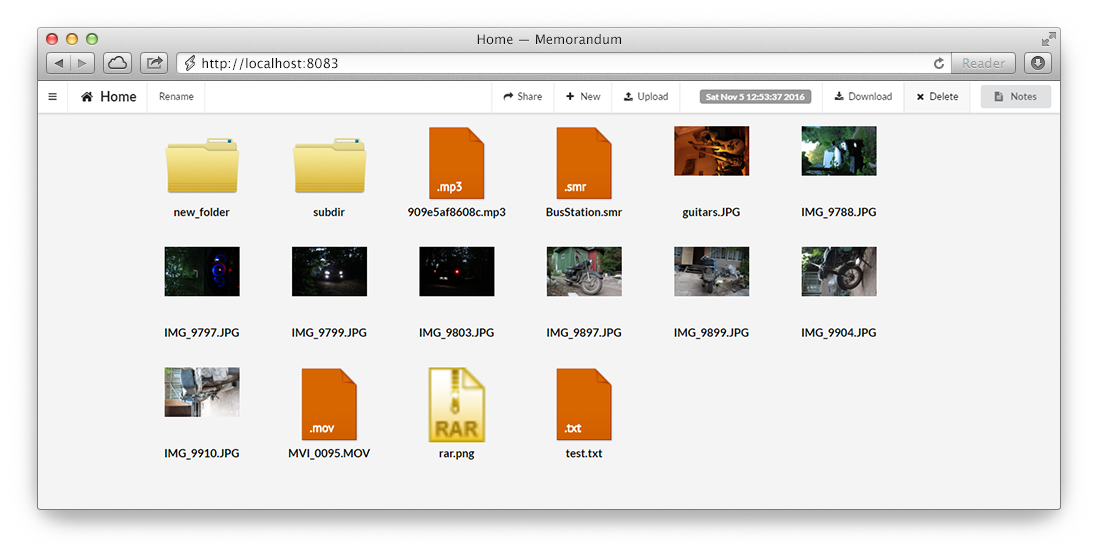 Home — Memorandum
http://localhost:8083
Reader
Home
Rename
Share
New
Upload
Sat Nov 5 12:53:37 2016
Download
Delete
Notes
.mp3
.smr
new_folder
subdir
909e5af8608c.mp3
BusStation.smr
guitars.JPG
IMG_9788.JPG
IMG_9797.JPG
IMG_9799.JPG
IMG_9803.JPG
IMG_9897.JPG
IMG_9899.JPG
IMG_9904.JPG
.mov
RAR
.txt
IMG_9910.JPG
MVI_0095.MOV
rar.png
test.txt